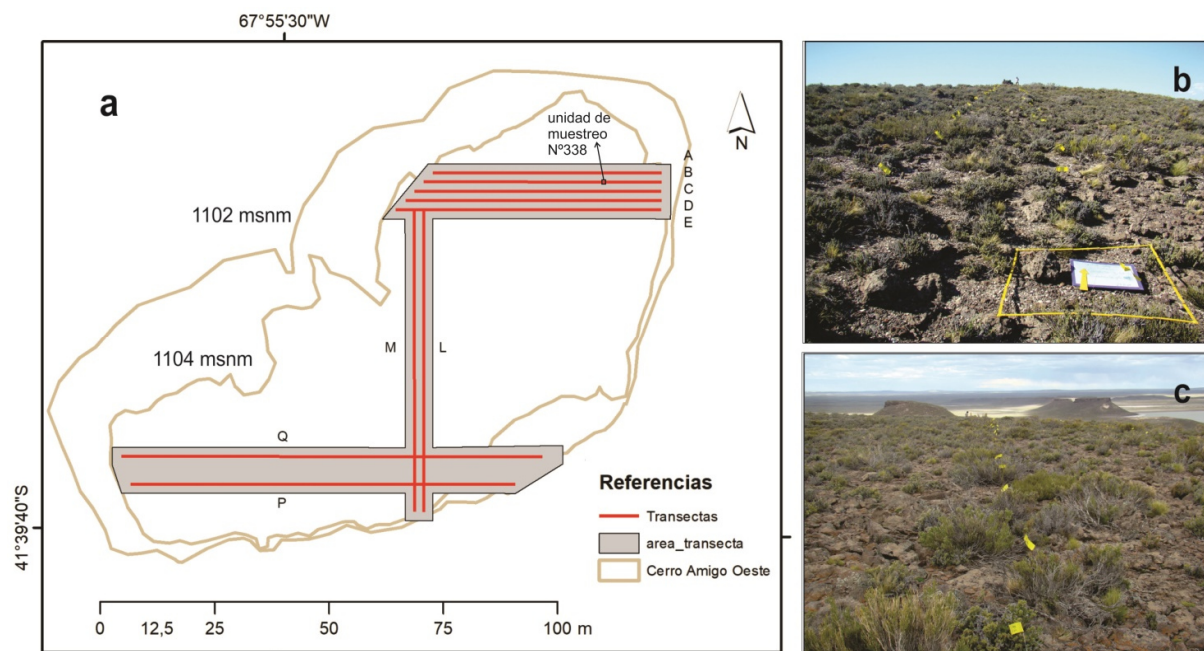 67°55'30"W
a
unidad de
muestreo
Nº338
N
A
B
C
D
E
1102 msnm
1104 msnm
M
L
Q
P
41°39'40"S
Referencias
Transectas
area_transecta
Cerro Amigo Oeste
0 12,5 25 50 75 100 m
b
c